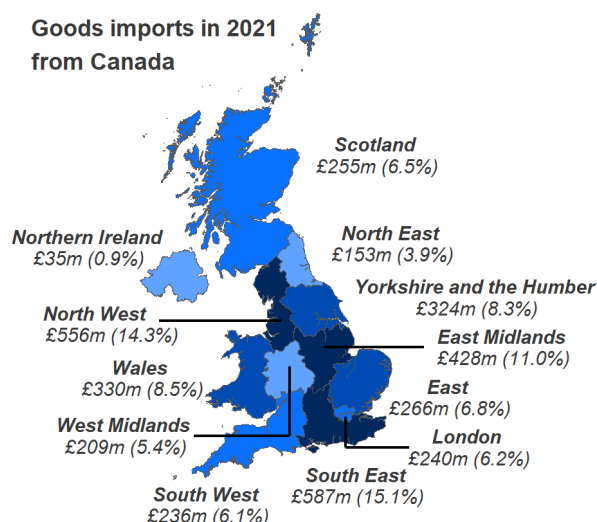 Goods imports in 2021
from Canada
Scotland
£255m (6.5%)
Northern Ireland
£35m (0.9%)
North East
£153m (3.9%)
Yorkshire and the Humber
£324m (8.3%)
North West
£556m (14.3%)
East Midlands
£428m (11.0%)
Wales
£330m (8.5%)
East
£266m (6.8%)
West Midlands
£209m (5.4%)
London
£240m (6.2%)
South East
£587m (15.1%)
South West
£236m (6.1%)